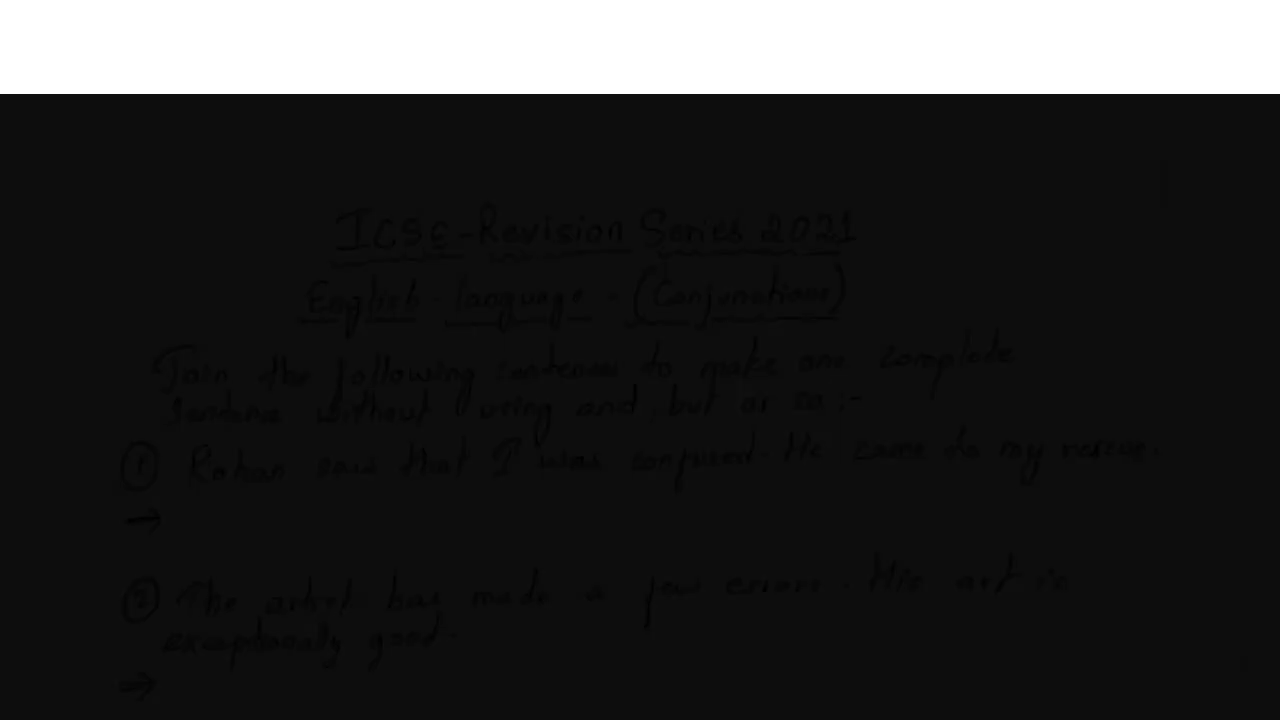 ICSE - Revision Series 2021
English - language - (Conjunctions)
Join the following sentences to make one complete
sentence without using and, but or so :-
① Rohan saw that I was confused. He came to my rescue.
→
② The artist has made a few errors. His art is
exceptionally good.
→